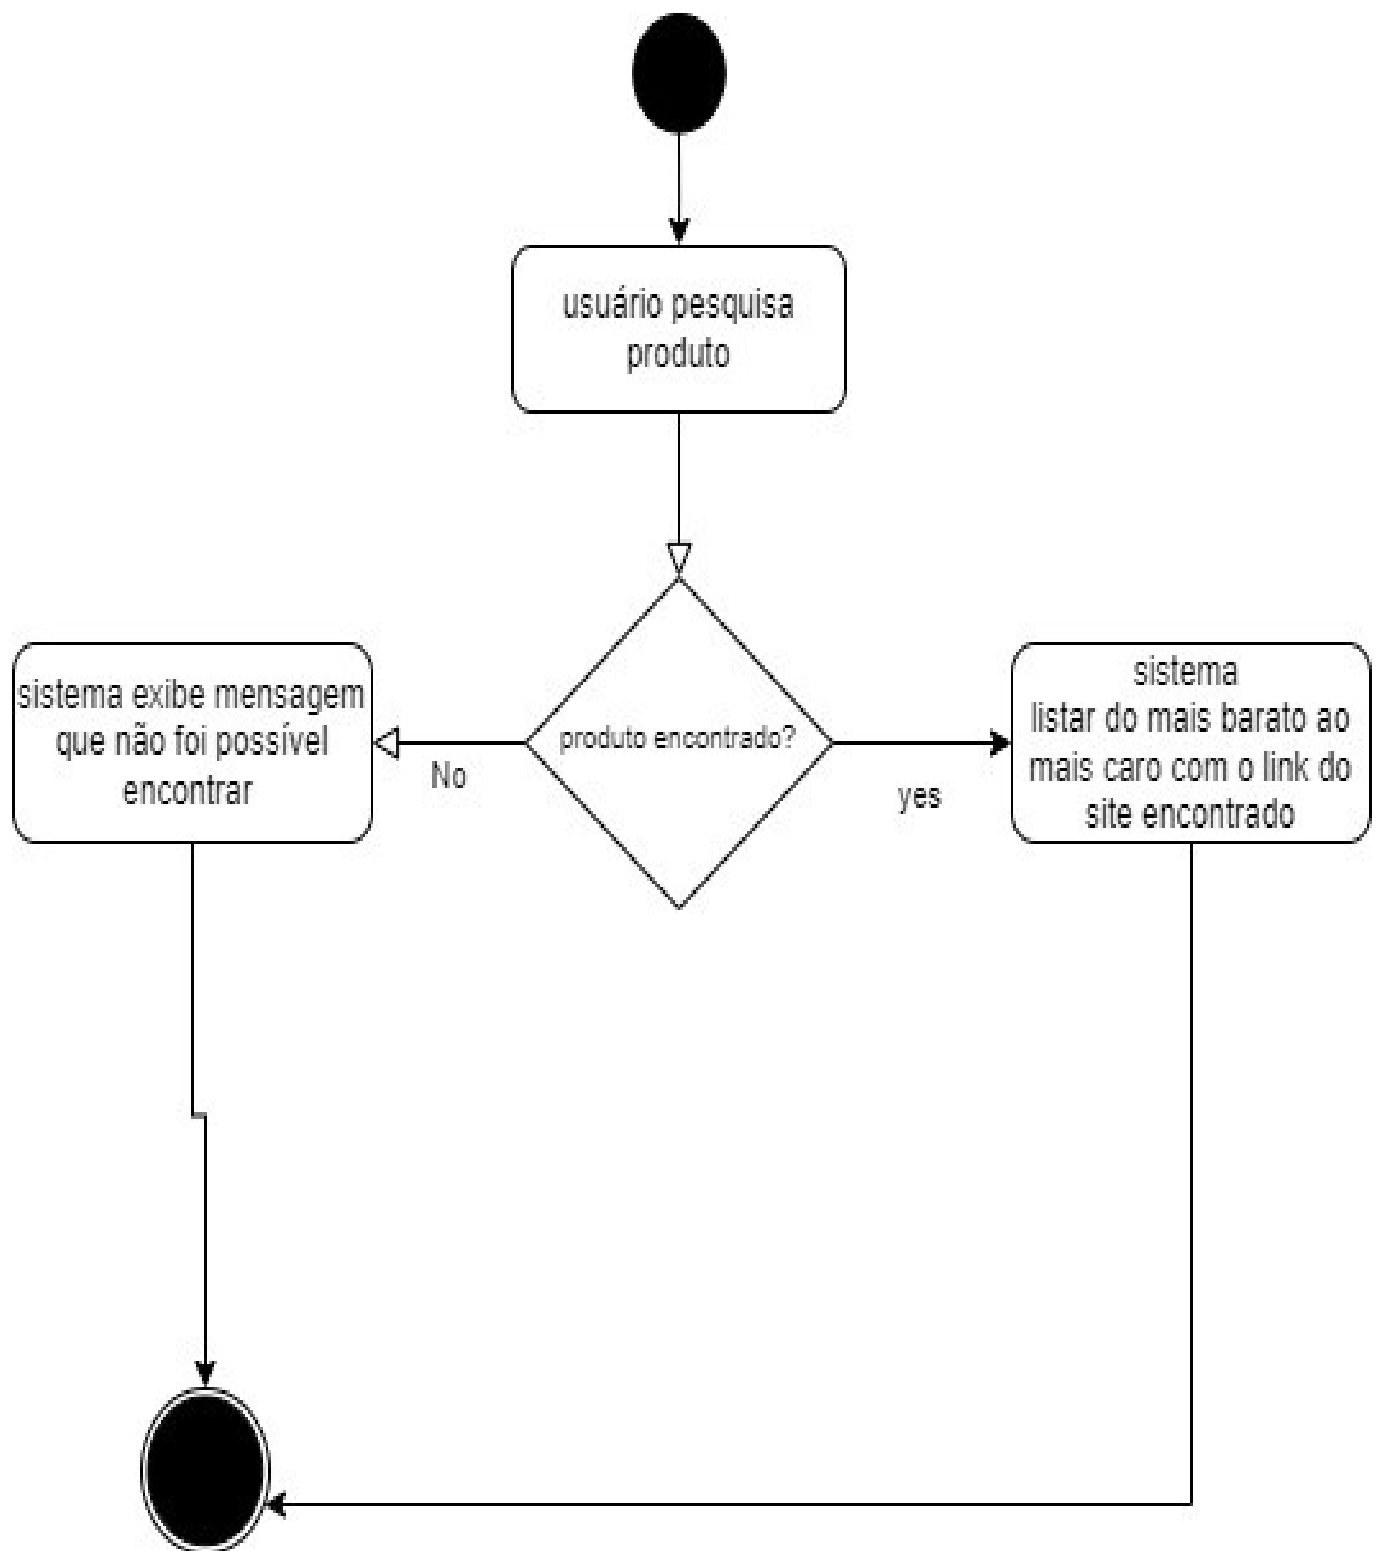 usuário pesquisa
produto
produto encontrado?
No
yes
sistema exibe mensagem
que não foi possível
encontrar
sistema
listar do mais barato ao
mais caro com o link do
site encontrado